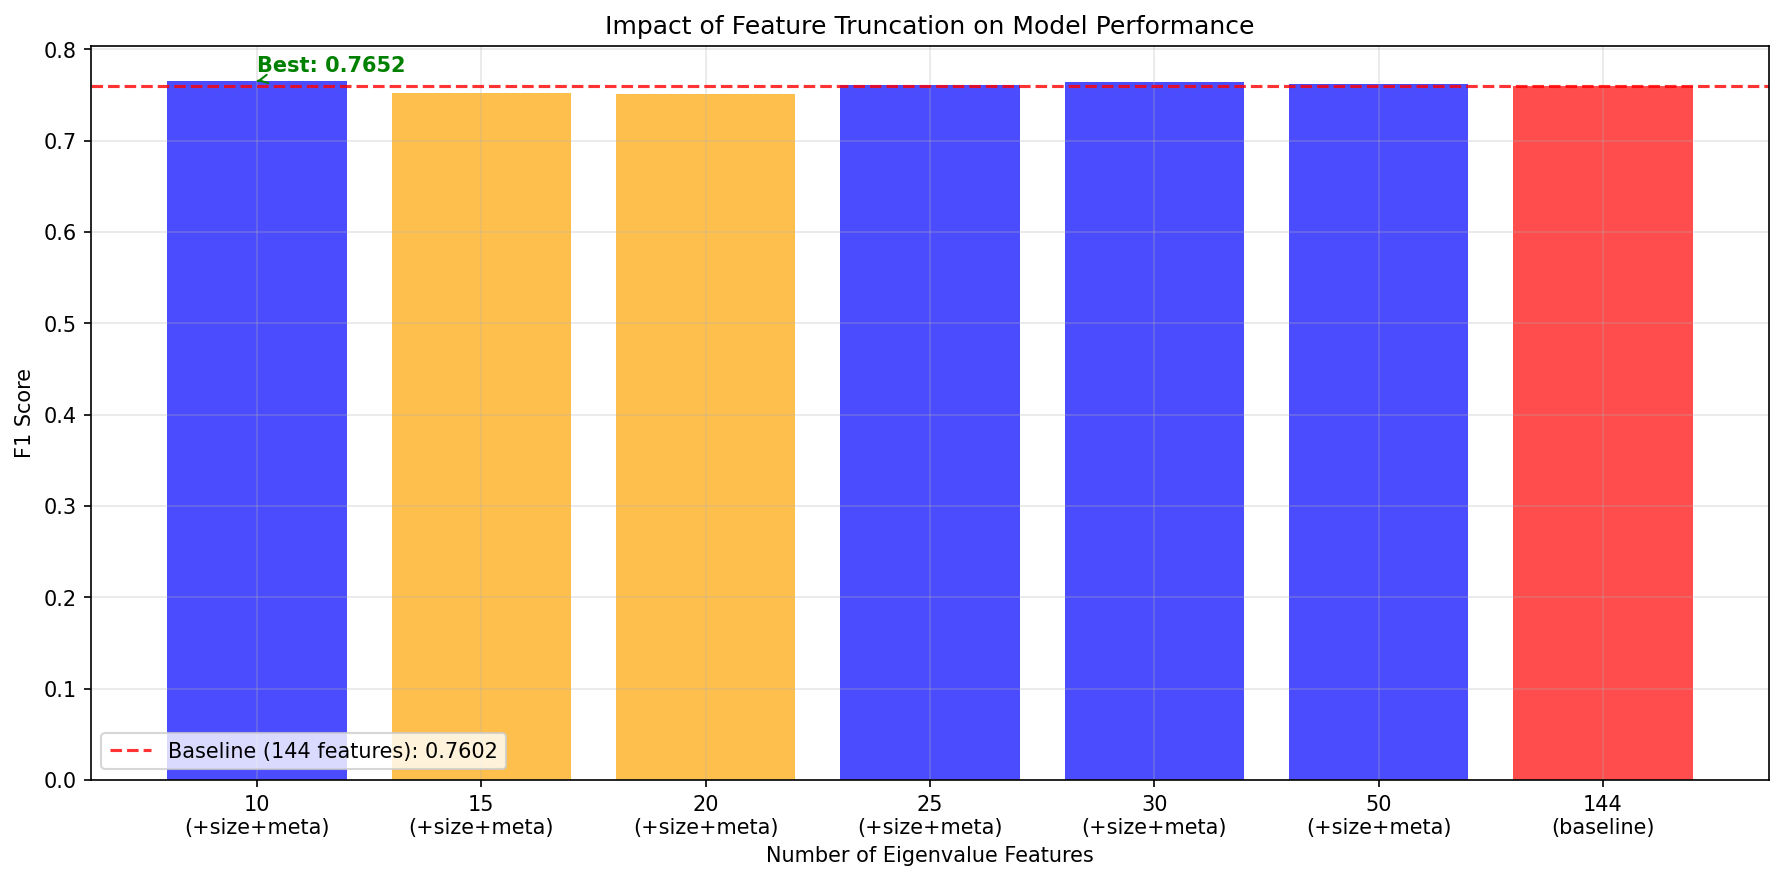 Impact of Feature Truncation on Model Performance
Best: 0.7652
F1 Score
0.8
0.7
0.6
0.5
0.4
0.3
0.2
0.1
0.0
Baseline (144 features): 0.7602
10 15 20 25 30 50 144
(+size+meta) (+size+meta) (+size+meta) (+size+meta) (+size+meta) (+size+meta) (baseline)
Number of Eigenvalue Features